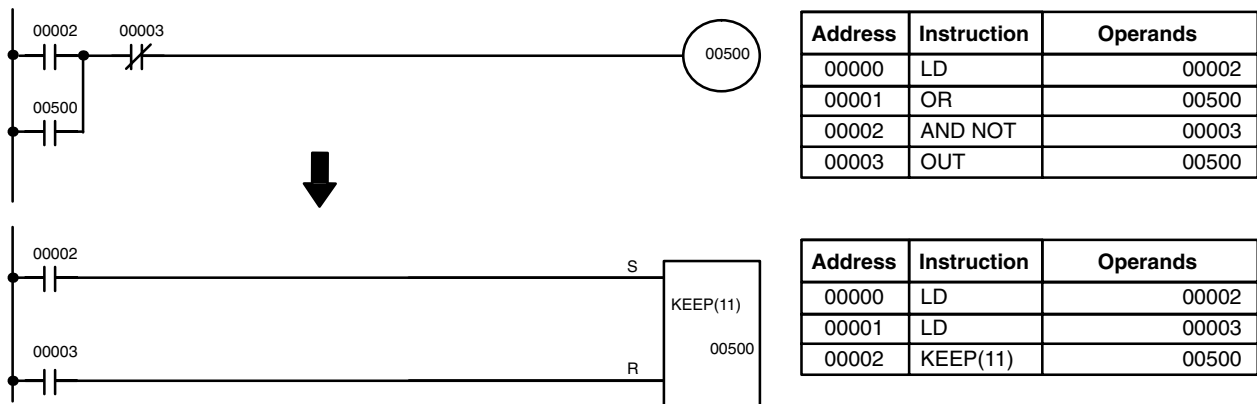 00002 00003
00500
00500
Address Instruction Operands
00000 LD 00002
00001 OR 00500
00002 AND NOT 00003
00003 OUT 00500
00002
S
KEEP(11)
00500
00003
R
Address Instruction Operands
00000 LD 00002
00001 LD 00003
00002 KEEP(11) 00500